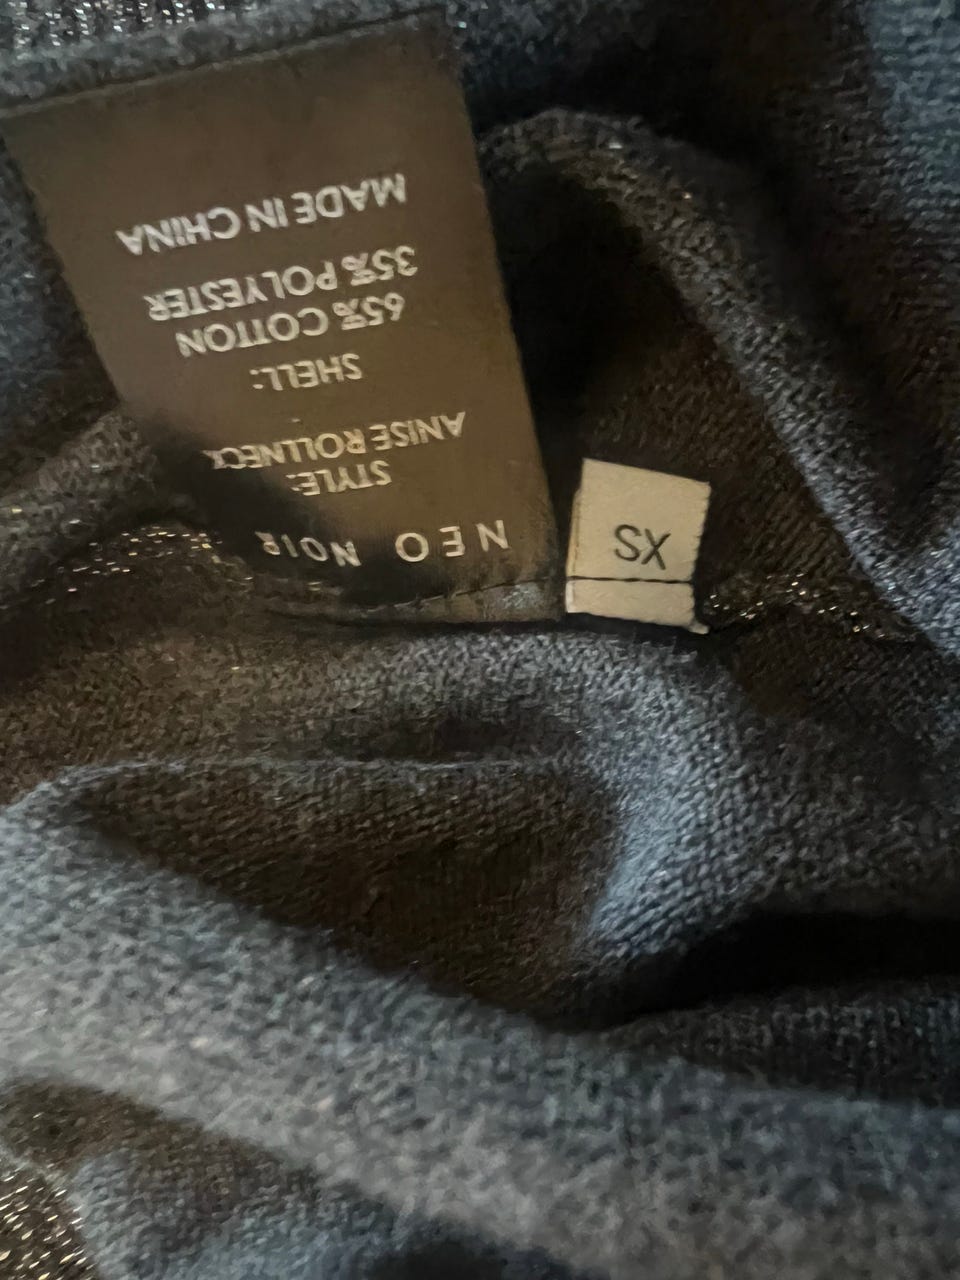 NEO NOIR
STYLE:
ANISE ROLLNECK
SHELL:
65% COTTON
35% POLYESTER
MADE IN CHINA
XS